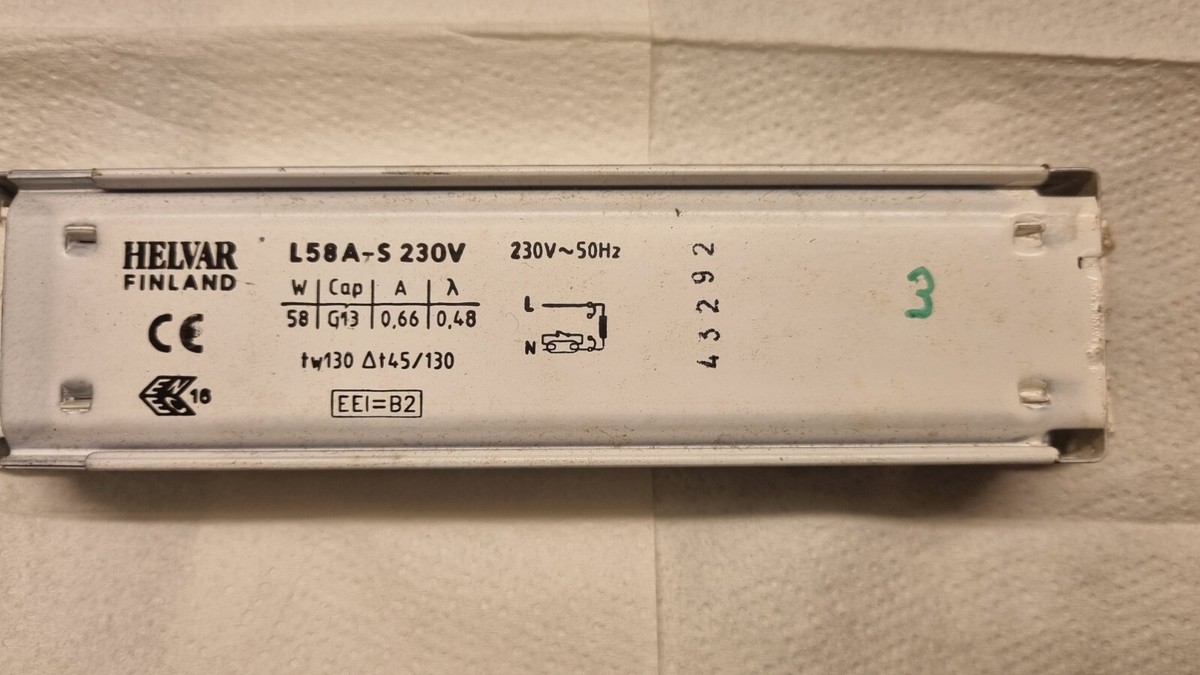 HELVAR
FINLAND
CE
ENEC 16
L58A-S 230V
W Cap A λ
58 G13 0,66 0,48
tw130 Δt45/130
EEI=B2
230V~50Hz
L
N
43292
3